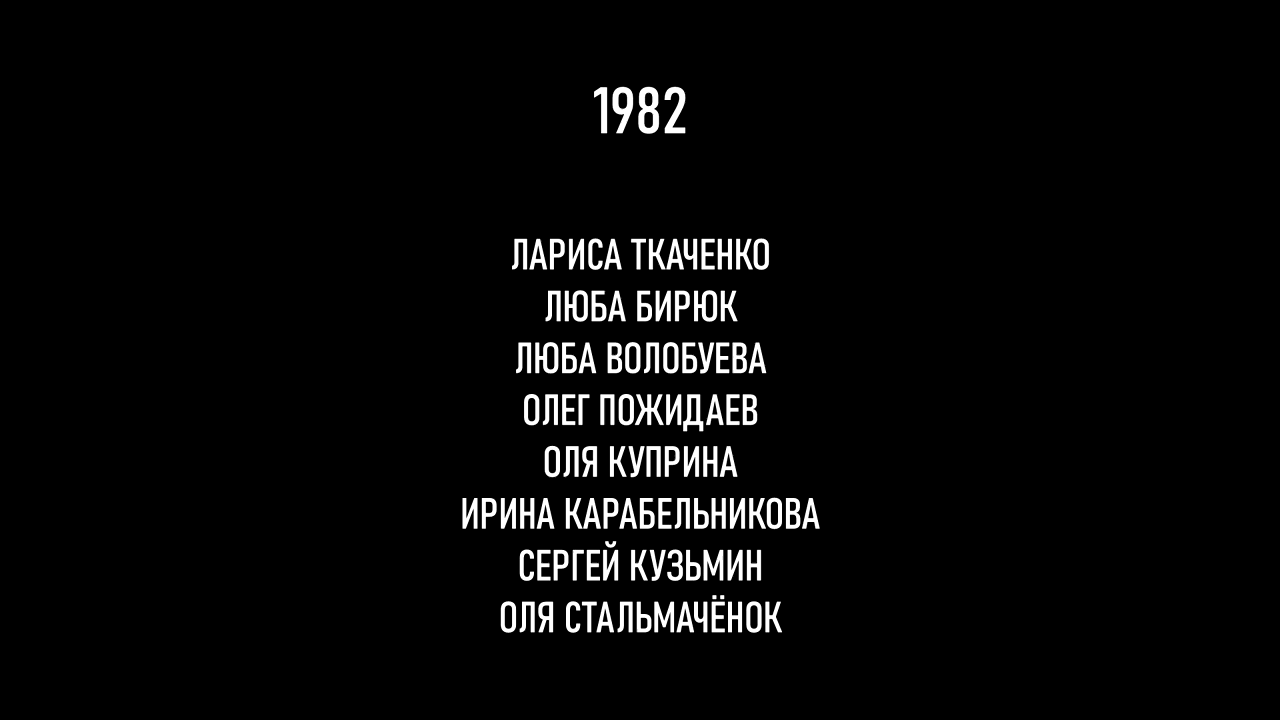 1982
ЛАРИСА ТКАЧЕНКО
ЛЮБА БИРЮК
ЛЮБА ВОЛОБУЕВА
ОЛЕГ ПОЖИДАЕВ
ОЛЯ КУПРИНА
ИРИНА КАРАБЕЛЬНИКОВА
СЕРГЕЙ КУЗЬМИН
ОЛЯ СТАЛЬМАЧЁНОК